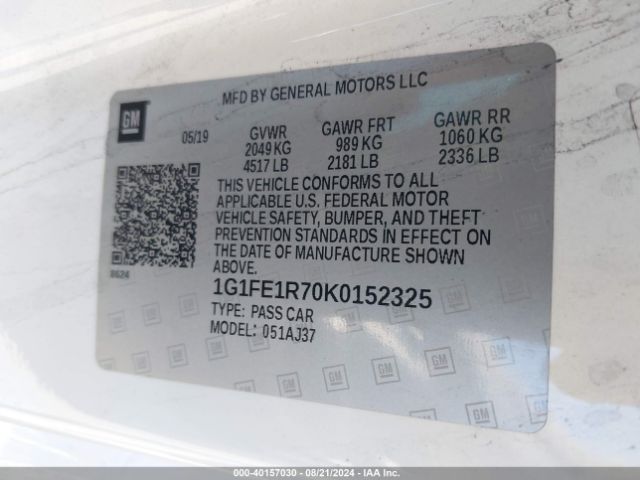 MFD BY GENERAL MOTORS LLC
GM
05/19 GVWR GAWR FRT GAWR RR
2049 KG 989 KG 1060 KG
4517 LB 2181 LB 2336 LB
THIS VEHICLE CONFORMS TO ALL
APPLICABLE U.S. FEDERAL MOTOR
VEHICLE SAFETY, BUMPER, AND THEFT
PREVENTION STANDARDS IN EFFECT ON
THE DATE OF MANUFACTURE SHOWN
ABOVE.
8624
1G1FE1R70K0152325
TYPE: PASS CAR
MODEL: 051AJ37
000-40157030 - 08/21/2024 - IAA Inc.